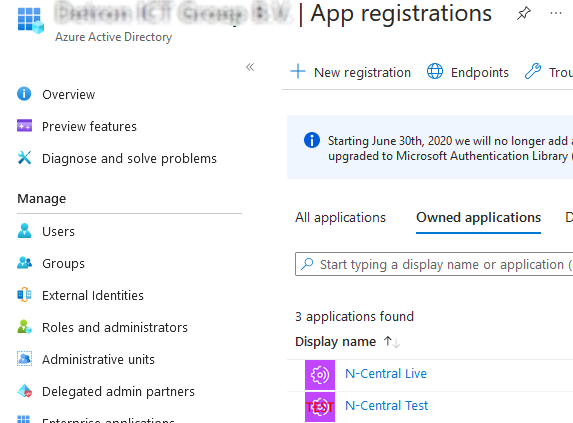 | App registrations
Azure Active Directory
Overview
Preview features
Diagnose and solve problems
Manage
Users
Groups
External Identities
Roles and administrators
Administrative units
Delegated admin partners
Enterprise applications
New registration
Endpoints
Trou
Starting June 30th, 2020 we will no longer add a
upgraded to Microsoft Authentication Library (
All applications
Owned applications
D
Start typing a display name or application (
3 applications found
Display name ↑↓
N-Central Live
TEST
N-Central Test